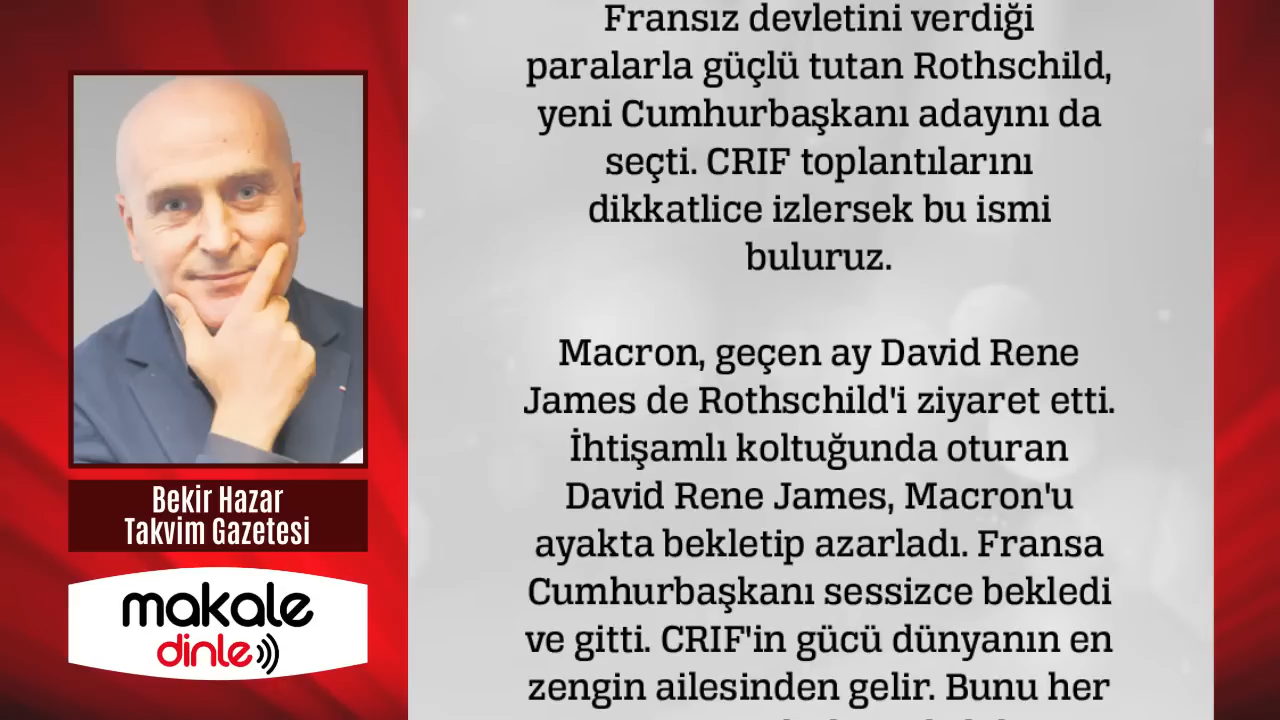 Fransız devletini verdiği
paralarla güçlü tutan Rothschild,
yeni Cumhurbaşkanı adayını da
seçti. CRIF toplantılarını
dikkatlice izlersek bu ismi
buluruz.
Macron, geçen ay David Rene
James de Rothschild'i ziyaret etti.
İhtişamlı koltuğunda oturan
David Rene James, Macron'u
ayakta bekletip azarladı. Fransa
Cumhurbaşkanı sessizce bekledi
ve gitti. CRIF'in gücü dünyanın en
zengin ailesinden gelir. Bunu her
Bekir Hazar
Takvim Gazetesi
makale
dinle